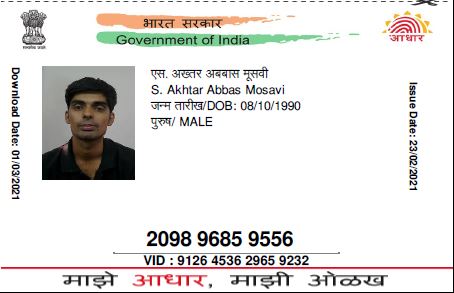 भारत सरकार
Government of India
आधार
Download Date: 01/03/2021
एस. अख्तर अबबास मूसवी
S. Akhtar Abbas Mosavi
जन्म तारीख/DOB: 08/10/1990
पुरुष/ MALE
Issue Date: 23/02/2021
2098 9685 9556
VID : 9126 4536 2965 9232
माझे आधार, माझी ओळख